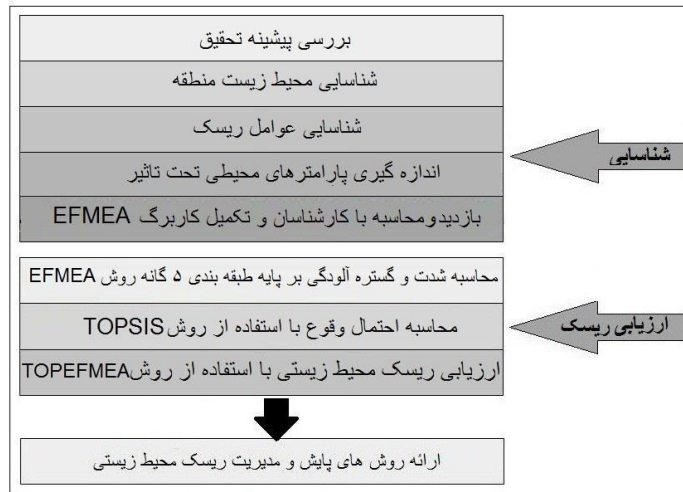 بررسی پیشینه تحقیق
شناسایی محیط زیست منطقه
شناسایی عوامل ریسک
اندازه گیری پارامترهای محیطی تحت تاثیر
بازدیدومحاسبه با کارشناسان و تکمیل کاربرگ EFMEA
شناسایی
محاسبه شدت و گستره آلودگی بر پایه طبقه بندی ۵ گانه روش EFMEA
محاسبه احتمال وقوع با استفاده از روش TOPSIS
ارزیابی ریسک محیط زیستی با استفاده از روش TOPEFMEA
ارزیابی ریسک
ارائه روش های پایش و مدیریت ریسک محیط زیستی